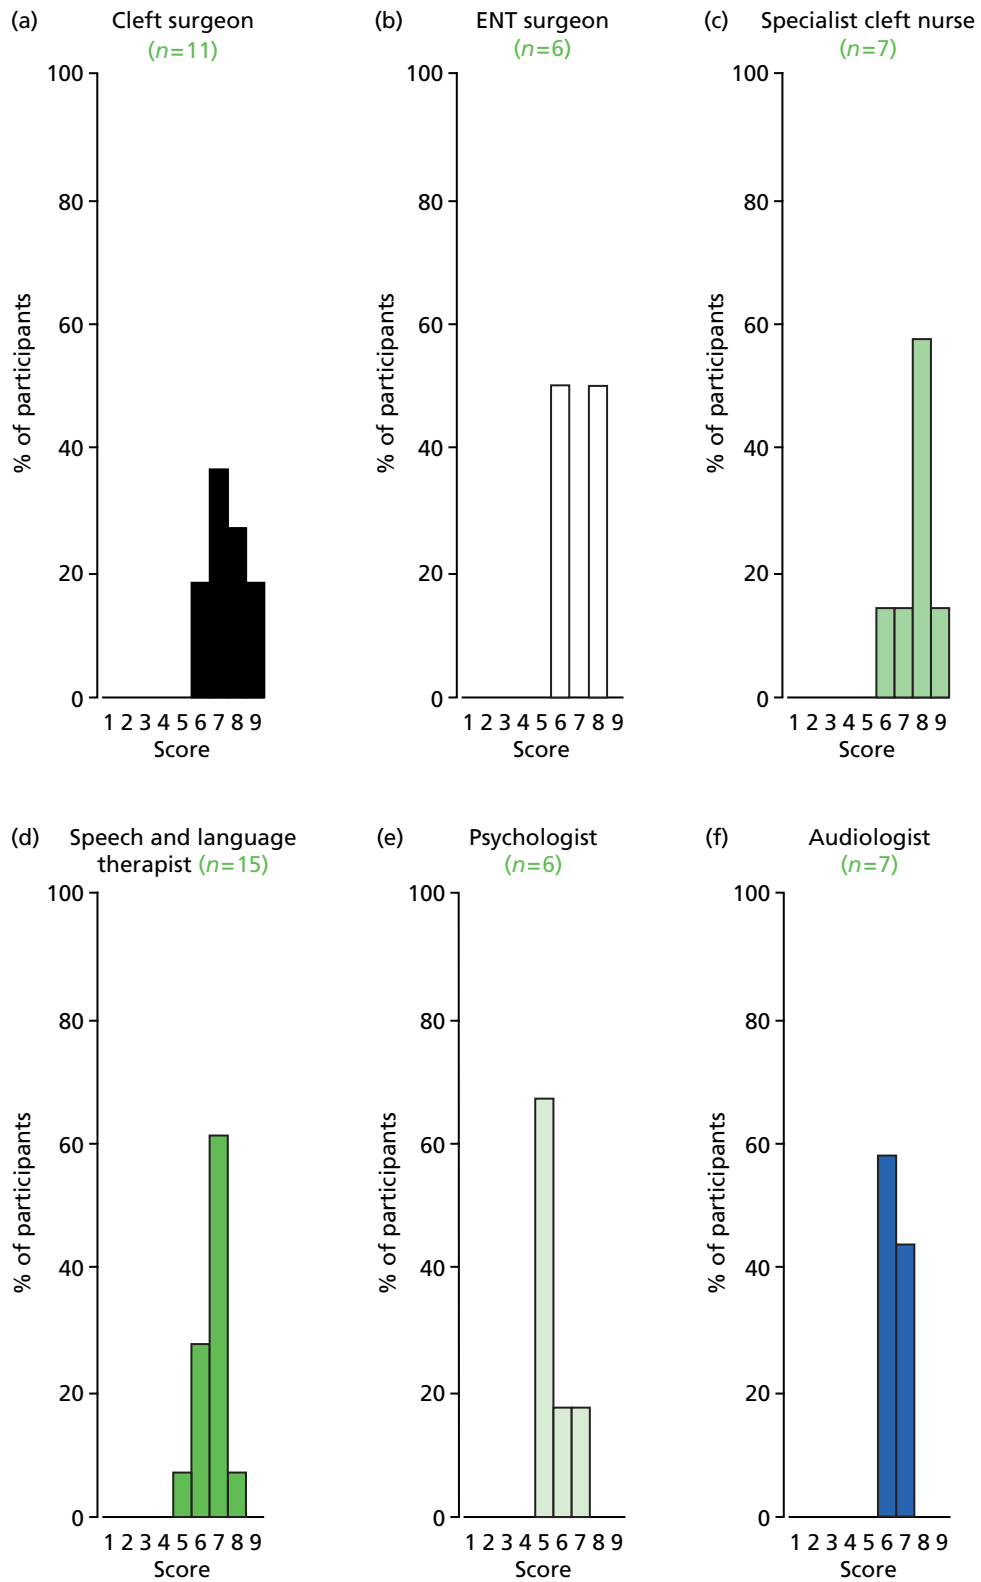 (a) Cleft surgeon
(n=11)
100
80
60
40
20
0
% of participants
1 2 3 4 5 6 7 8 9
Score
(b) ENT surgeon
(n=6)
100
80
60
40
20
0
% of participants
1 2 3 4 5 6 7 8 9
Score
(c) Specialist cleft nurse
(n=7)
100
80
60
40
20
0
% of participants
1 2 3 4 5 6 7 8 9
Score
(d) Speech and language
therapist (n=15)
100
80
60
40
20
0
% of participants
1 2 3 4 5 6 7 8 9
Score
(e) Psychologist
(n=6)
100
80
60
40
20
0
% of participants
1 2 3 4 5 6 7 8 9
Score
(f) Audiologist
(n=7)
100
80
60
40
20
0
% of participants
1 2 3 4 5 6 7 8 9
Score